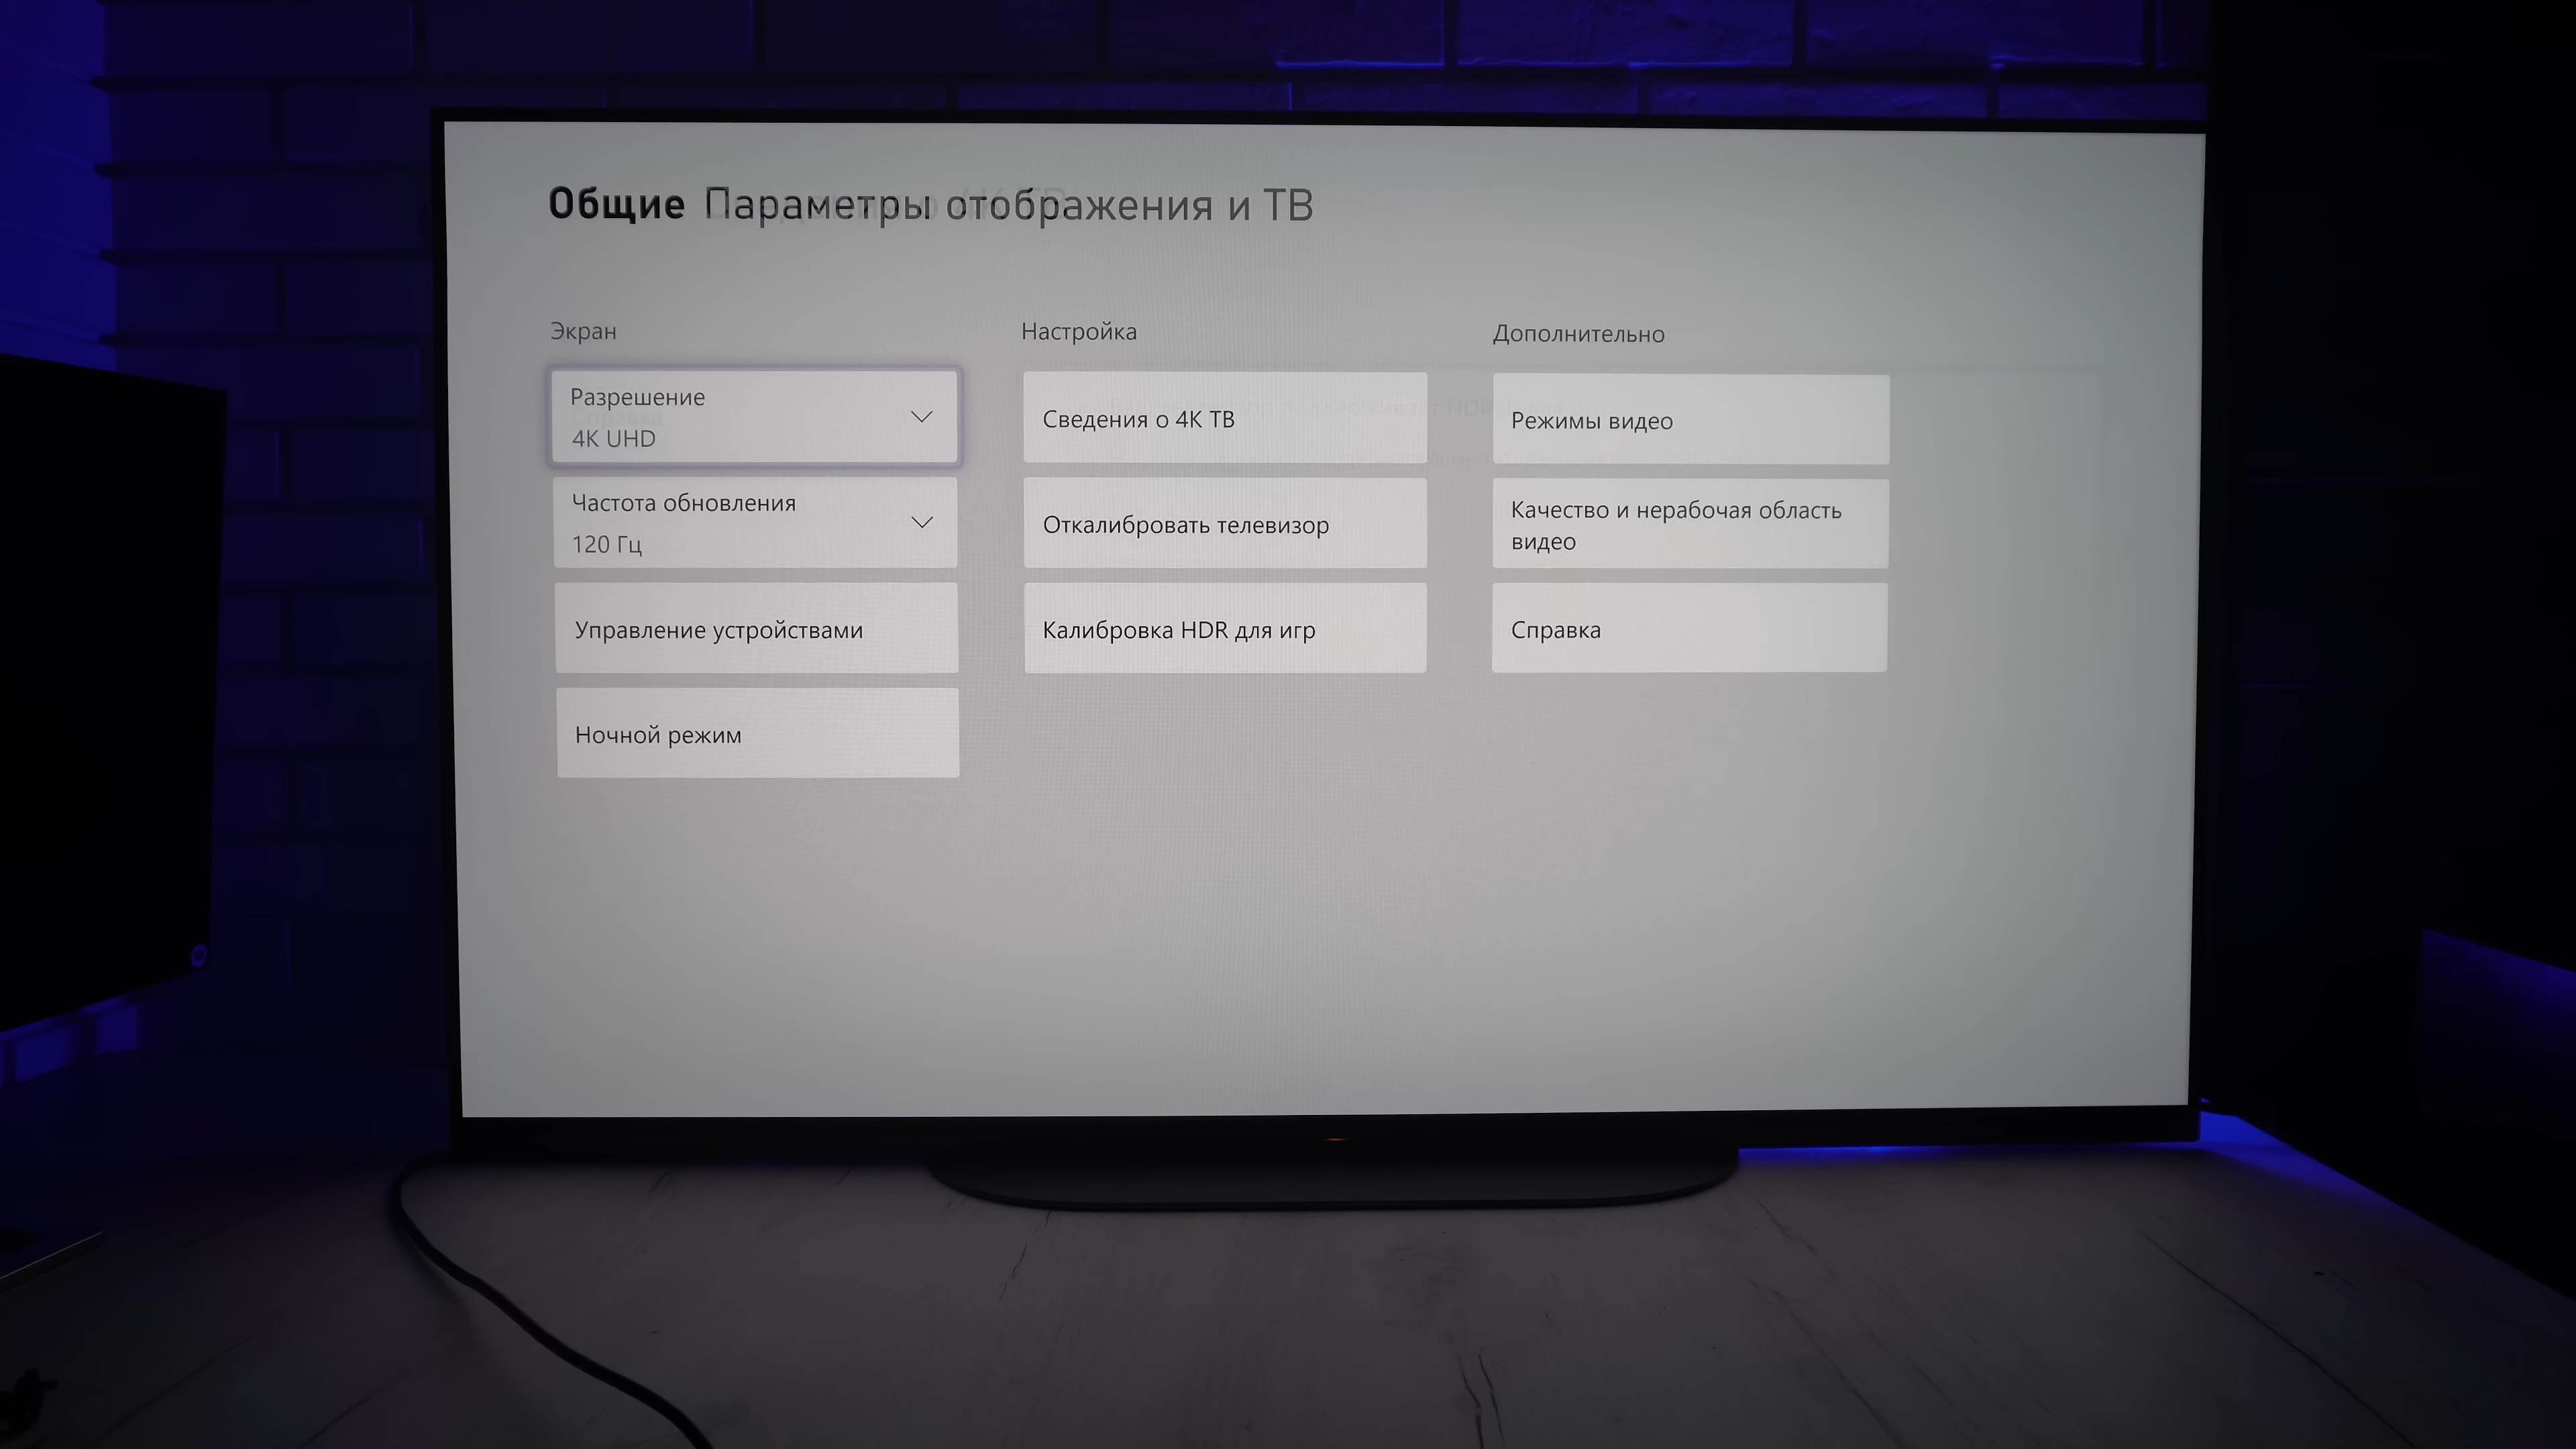 Общие Параметры отображения и ТВ
Экран
Разрешение
4K UHD
Частота обновления
120 Гц
Управление устройствами
Ночной режим
Настройка
Сведения о 4К ТВ
Откалибровать телевизор
Калибровка HDR для игр
Дополнительно
Режимы видео
Качество и нерабочая область
видео
Справка